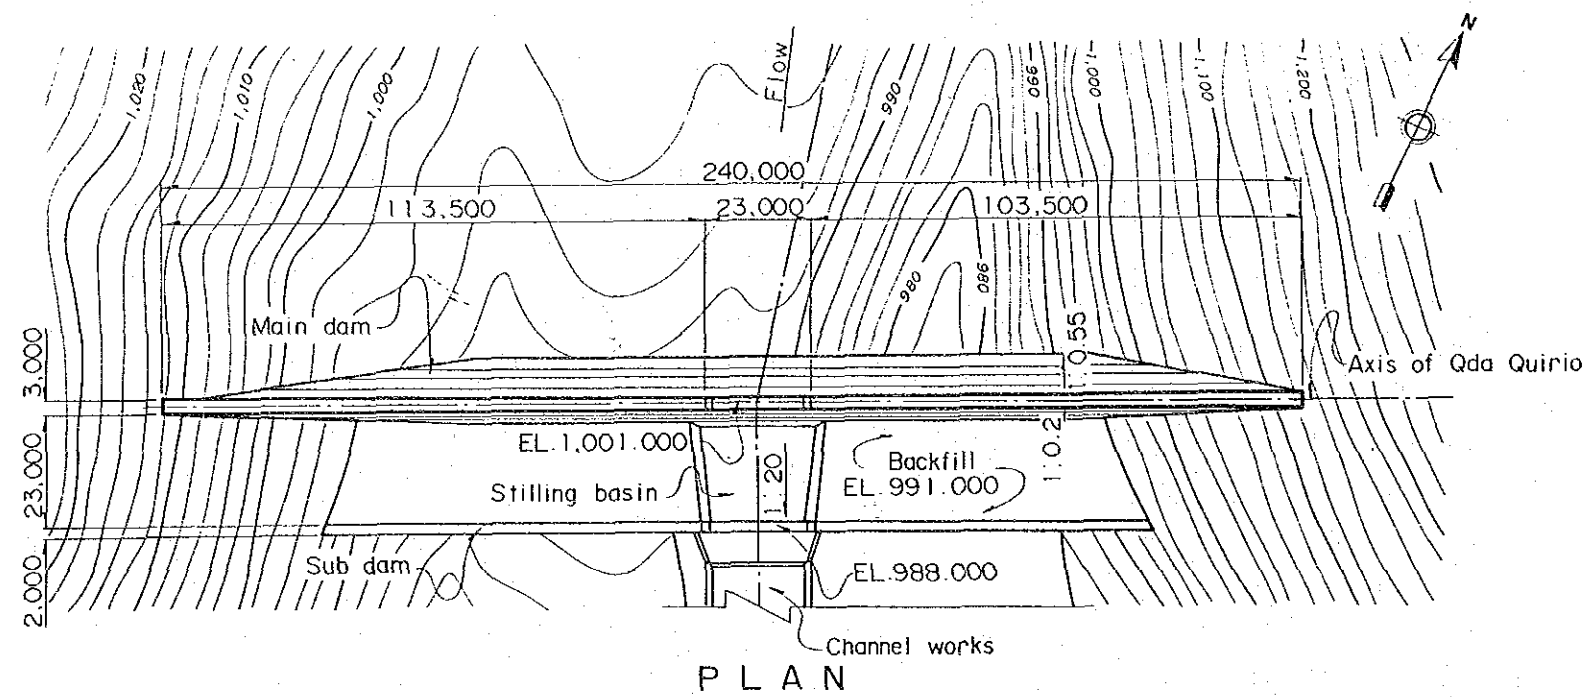 N
Flow
1,020
1,010
1,000
990
990
1,000
1,100
1,200
240,000
113,500
23,000
103,500
980
980
Main dam
1:0.55
Axis of Qda Quirio
3,000
EL.1,001.000
Backfill
EL.991.000
1:0.2
Stilling basin
1:20
23,000
Sub dam
EL.988.000
2,000
Channel works
PLAN